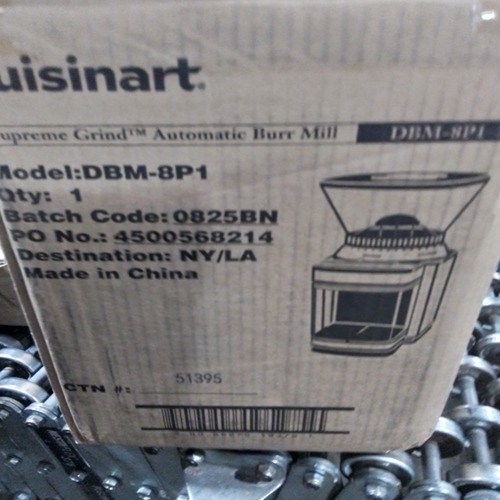 uisinart
upreme Grind™ Automatic Burr Mill DBM-8P1
Model:DBM-8P1
Qty: 1
Batch Code: 0825BN
PO No.: 4500568214
Destination: NY/LA
Made in China
CTN #: 51395